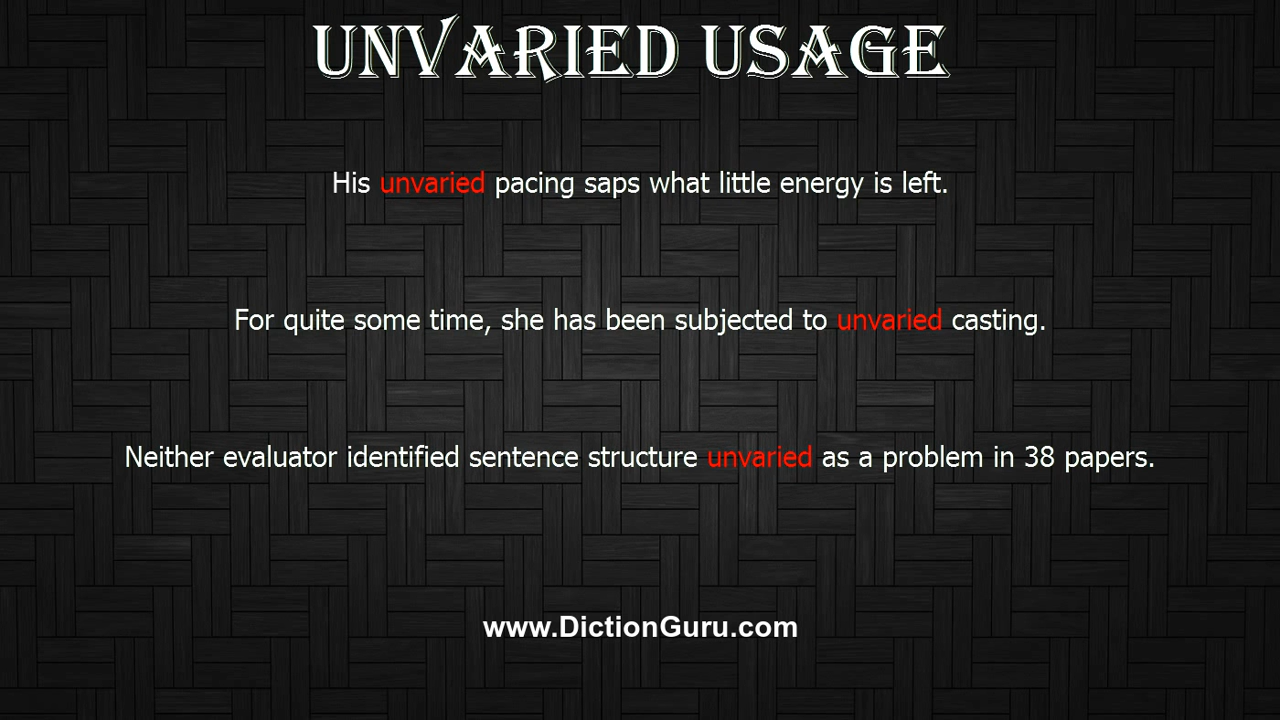 UNVARIED USAGE
His unvaried pacing saps what little energy is left.
For quite some time, she has been subjected to unvaried casting.
Neither evaluator identified sentence structure unvaried as a problem in 38 papers.
www.DictionGuru.com